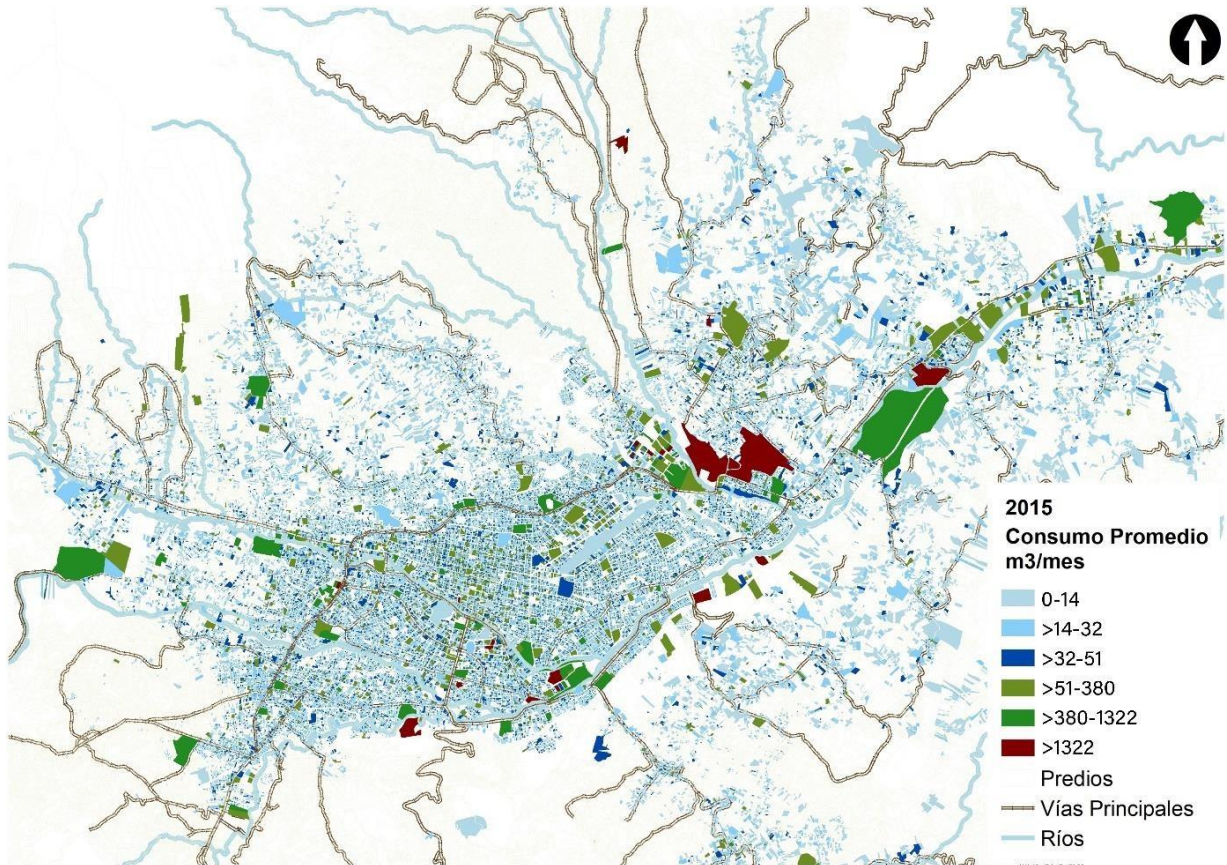 2015
Consumo Promedio
m3/mes
0-14
>14-32
>32-51
>51-380
>380-1322
>1322
Predios
Vías Principales
Ríos